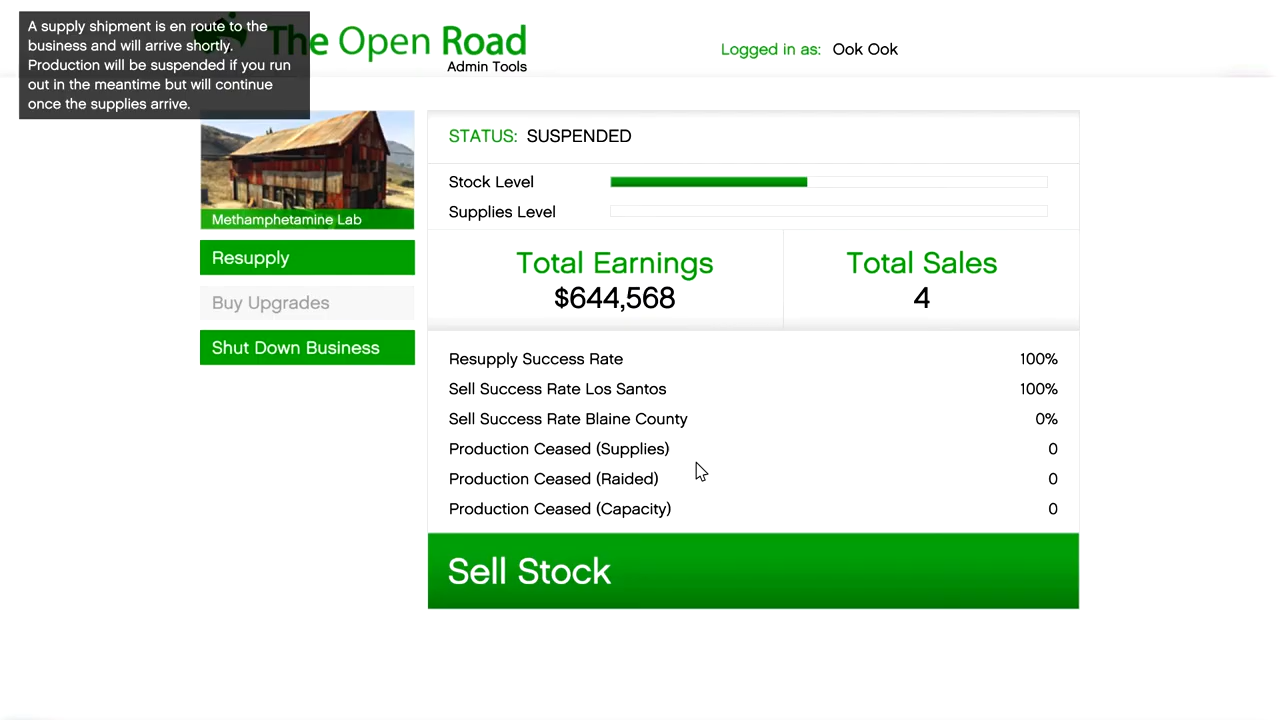 A supply shipment is en route to the
business and will arrive shortly.
Production will be suspended if you run
out in the meantime but will continue
once the supplies arrive.
The Open Road
Admin Tools
Logged in as: Ook Ook
Methamphetamine Lab
Resupply
Buy Upgrades
Shut Down Business
STATUS: SUSPENDED
Stock Level
Supplies Level
Total Earnings
$644,568
Total Sales
4
Resupply Success Rate 100%
Sell Success Rate Los Santos 100%
Sell Success Rate Blaine County 0%
Production Ceased (Supplies) 0
Production Ceased (Raided) 0
Production Ceased (Capacity) 0
Sell Stock